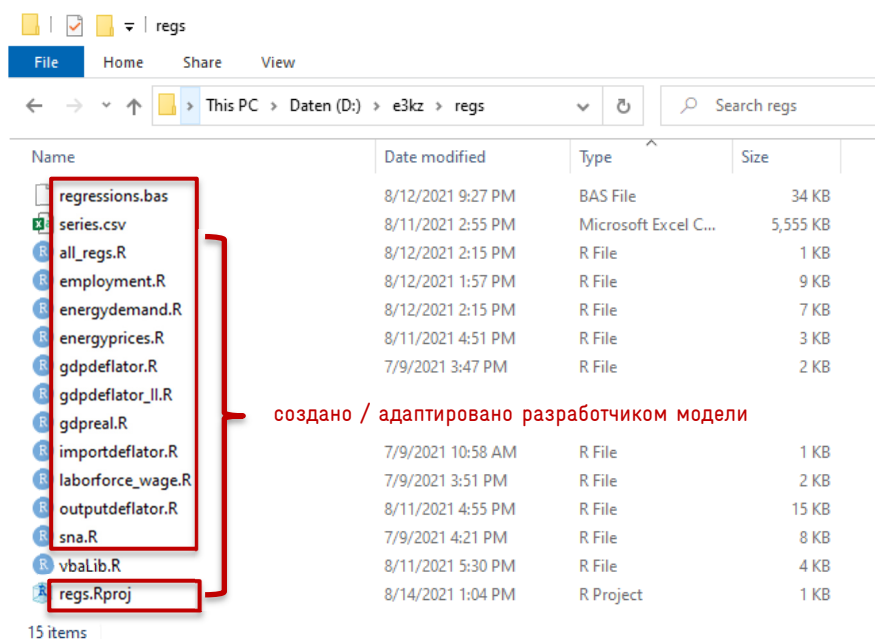 regs
File Home Share View
This PC > Daten (D:) > e3kz > regs Search regs
Name Date modified Type Size
regressions.bas 8/12/2021 9:27 PM BAS File 34 KB
series.csv 8/11/2021 2:55 PM Microsoft Excel C... 5,555 KB
all_regs.R 8/12/2021 2:15 PM R File 1 KB
employment.R 8/12/2021 1:57 PM R File 9 KB
energydemand.R 8/12/2021 2:15 PM R File 7 KB
energyprices.R 8/11/2021 4:51 PM R File 3 KB
gdpdeflator.R 7/9/2021 3:47 PM R File 2 KB
gdpdeflator_II.R
gdpreal.R
создано / адаптировано разработчиком модели
importdeflator.R 7/9/2021 10:58 AM R File 1 KB
laborforce_wage.R 7/9/2021 3:51 PM R File 2 KB
outputdeflator.R 8/11/2021 4:55 PM R File 15 KB
sna.R 7/9/2021 4:21 PM R File 8 KB
vbaLib.R 8/11/2021 5:30 PM R File 4 KB
regs.Rproj 8/14/2021 1:04 PM R Project 1 KB
15 items